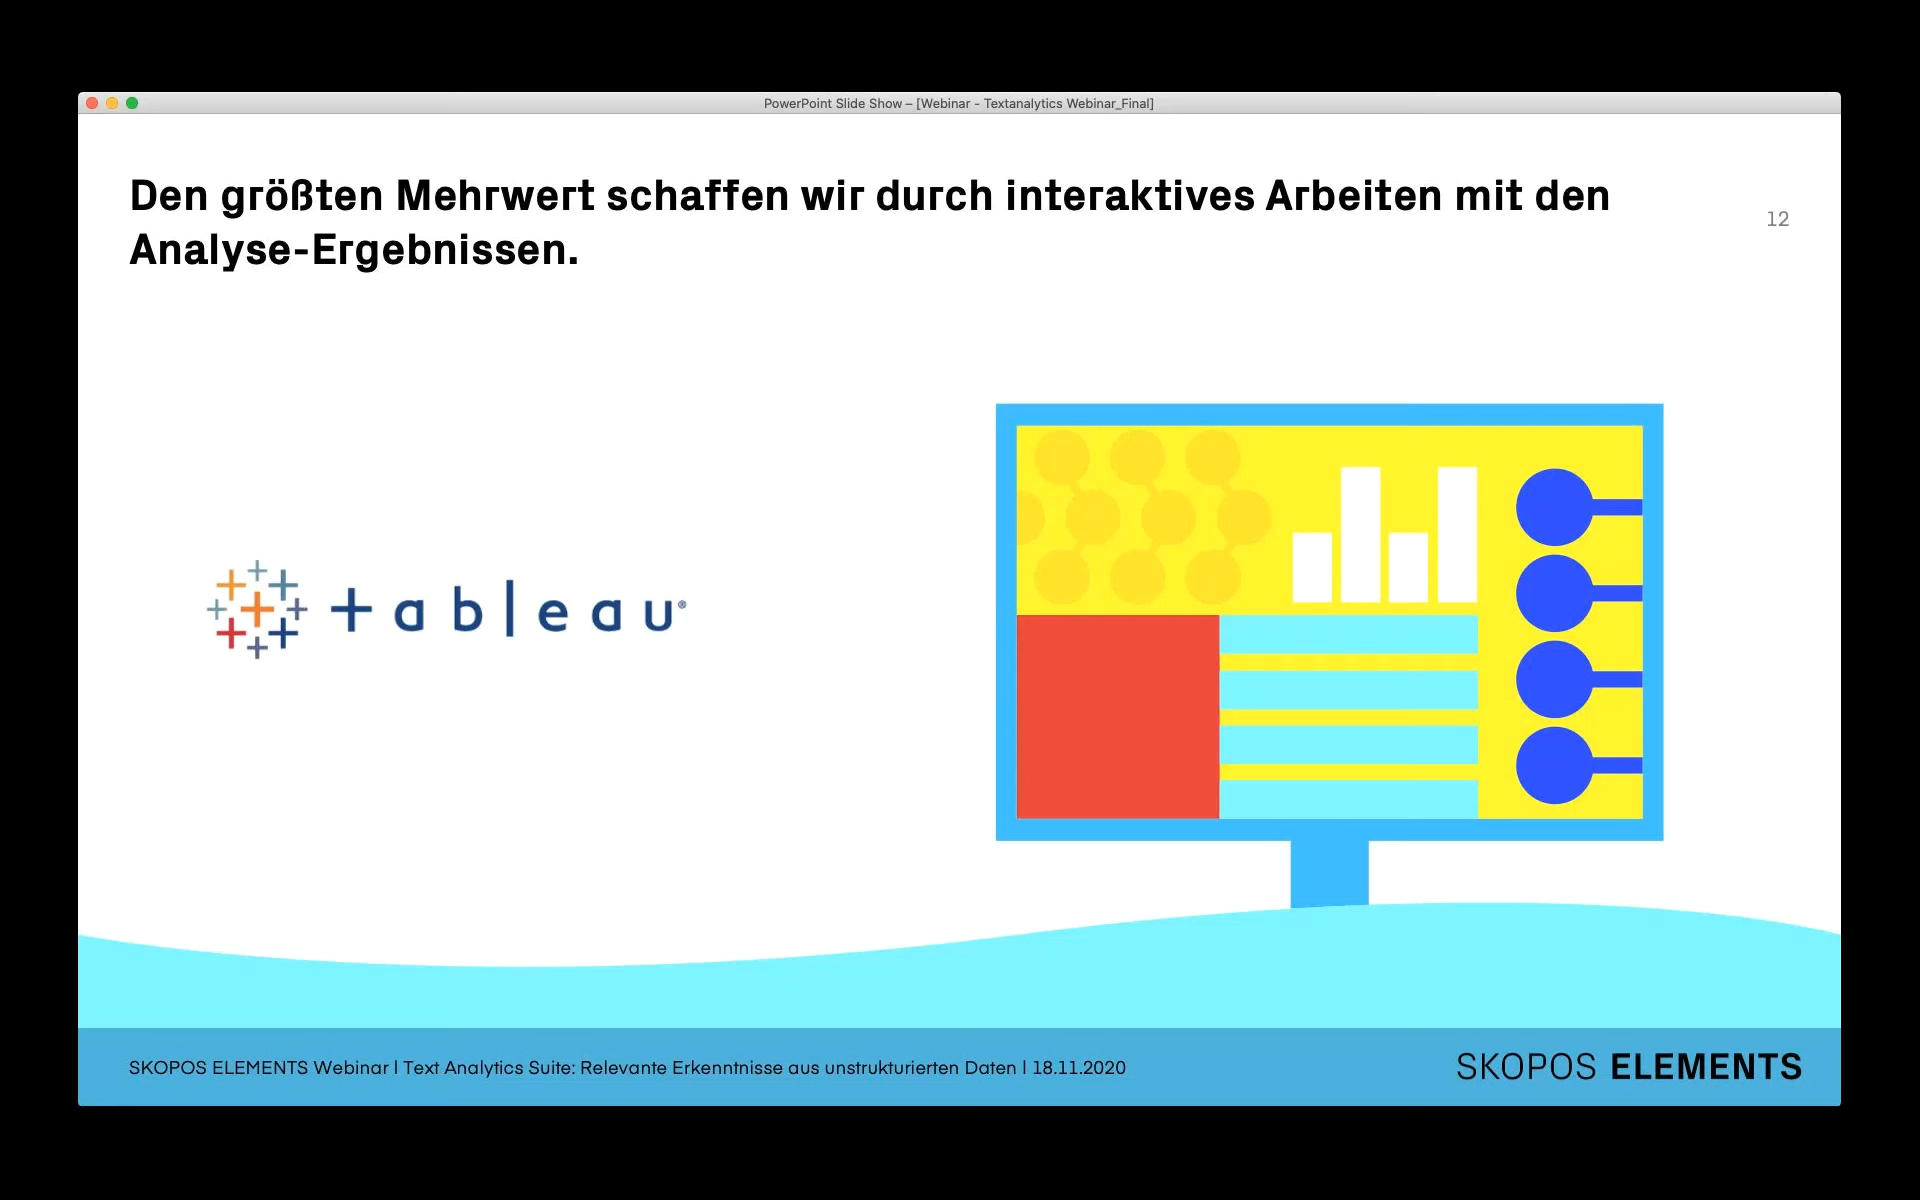 PowerPoint Slide Show – [Webinar - Textanalytics Webinar_Final]
Den größten Mehrwert schaffen wir durch interaktives Arbeiten mit den
Analyse-Ergebnissen.
12
+ableau®
SKOPOS ELEMENTS Webinar | Text Analytics Suite: Relevante Erkenntnisse aus unstrukturierten Daten | 18.11.2020
SKOPOS ELEMENTS